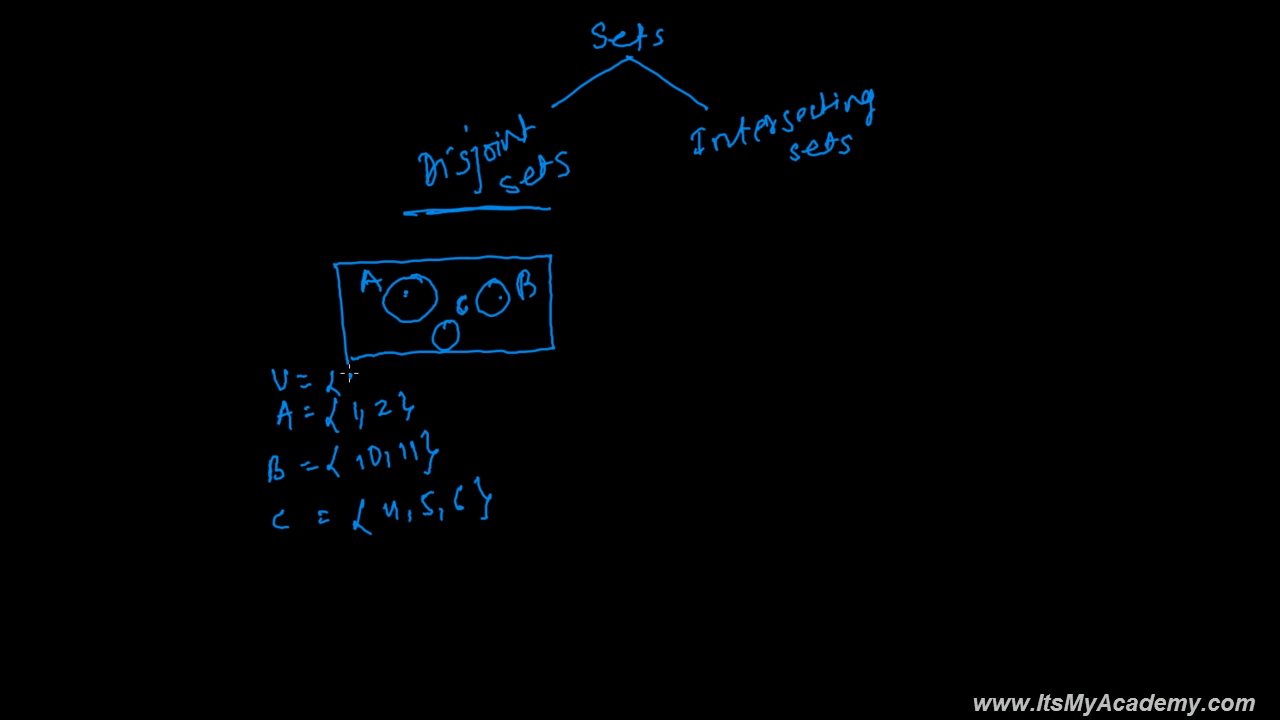 Sets
Disjoint
sets
Intersecting
sets
A
B
C
U = {
A = { 1, 2 }
B = { 10, 11 }
C = { 4, 5, 6 }
www.ItsMyAcademy.com